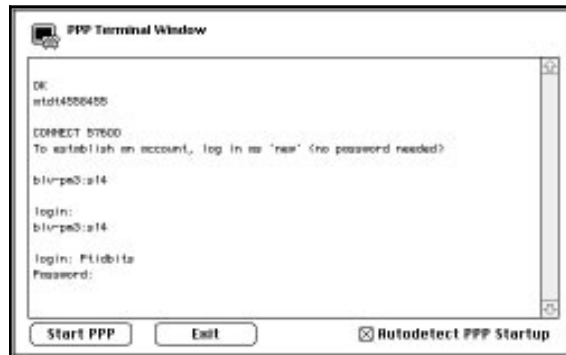 PPP Terminal Window
OK
atdt4558455
CONNECT 57600
To establish an account, log in as 'new' (no password needed)
blv-pm3:s14
login:
blv-pm3:s14
login: Ptidbits
Password:
Start PPP
Exit
Autodetect PPP Startup